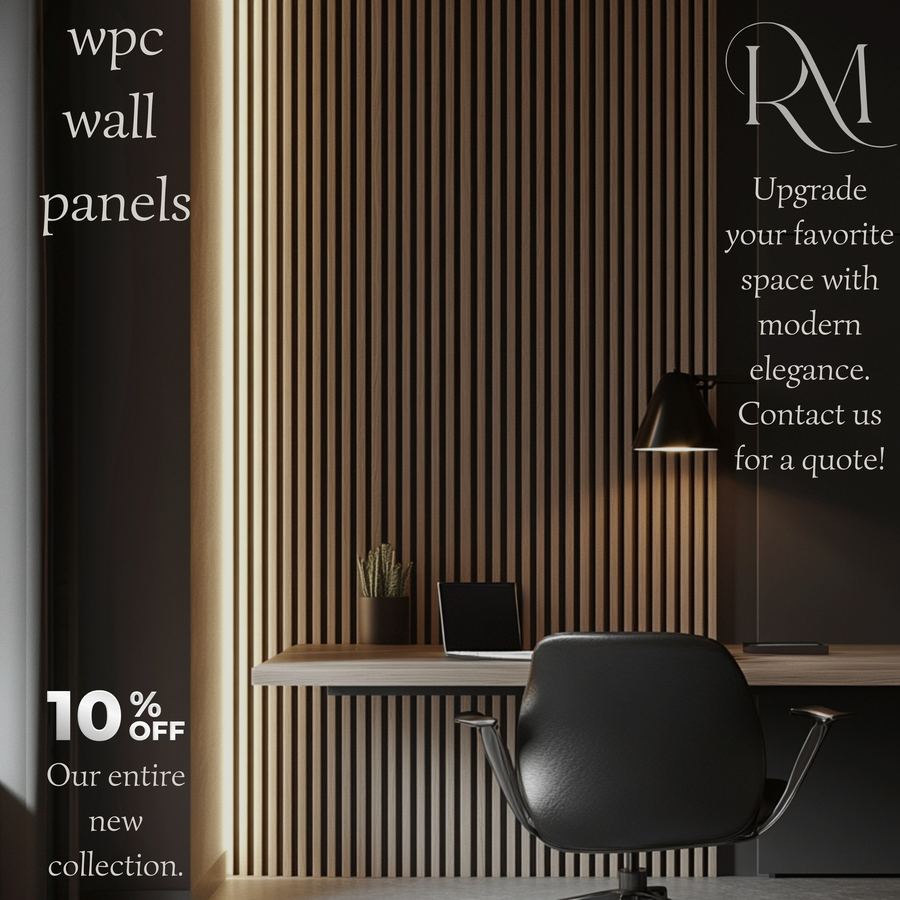 wpc
wall
panels
RM
Upgrade
your favorite
space with
modern
elegance.
Contact us
for a quote!
10%
OFF
Our entire
new
collection.